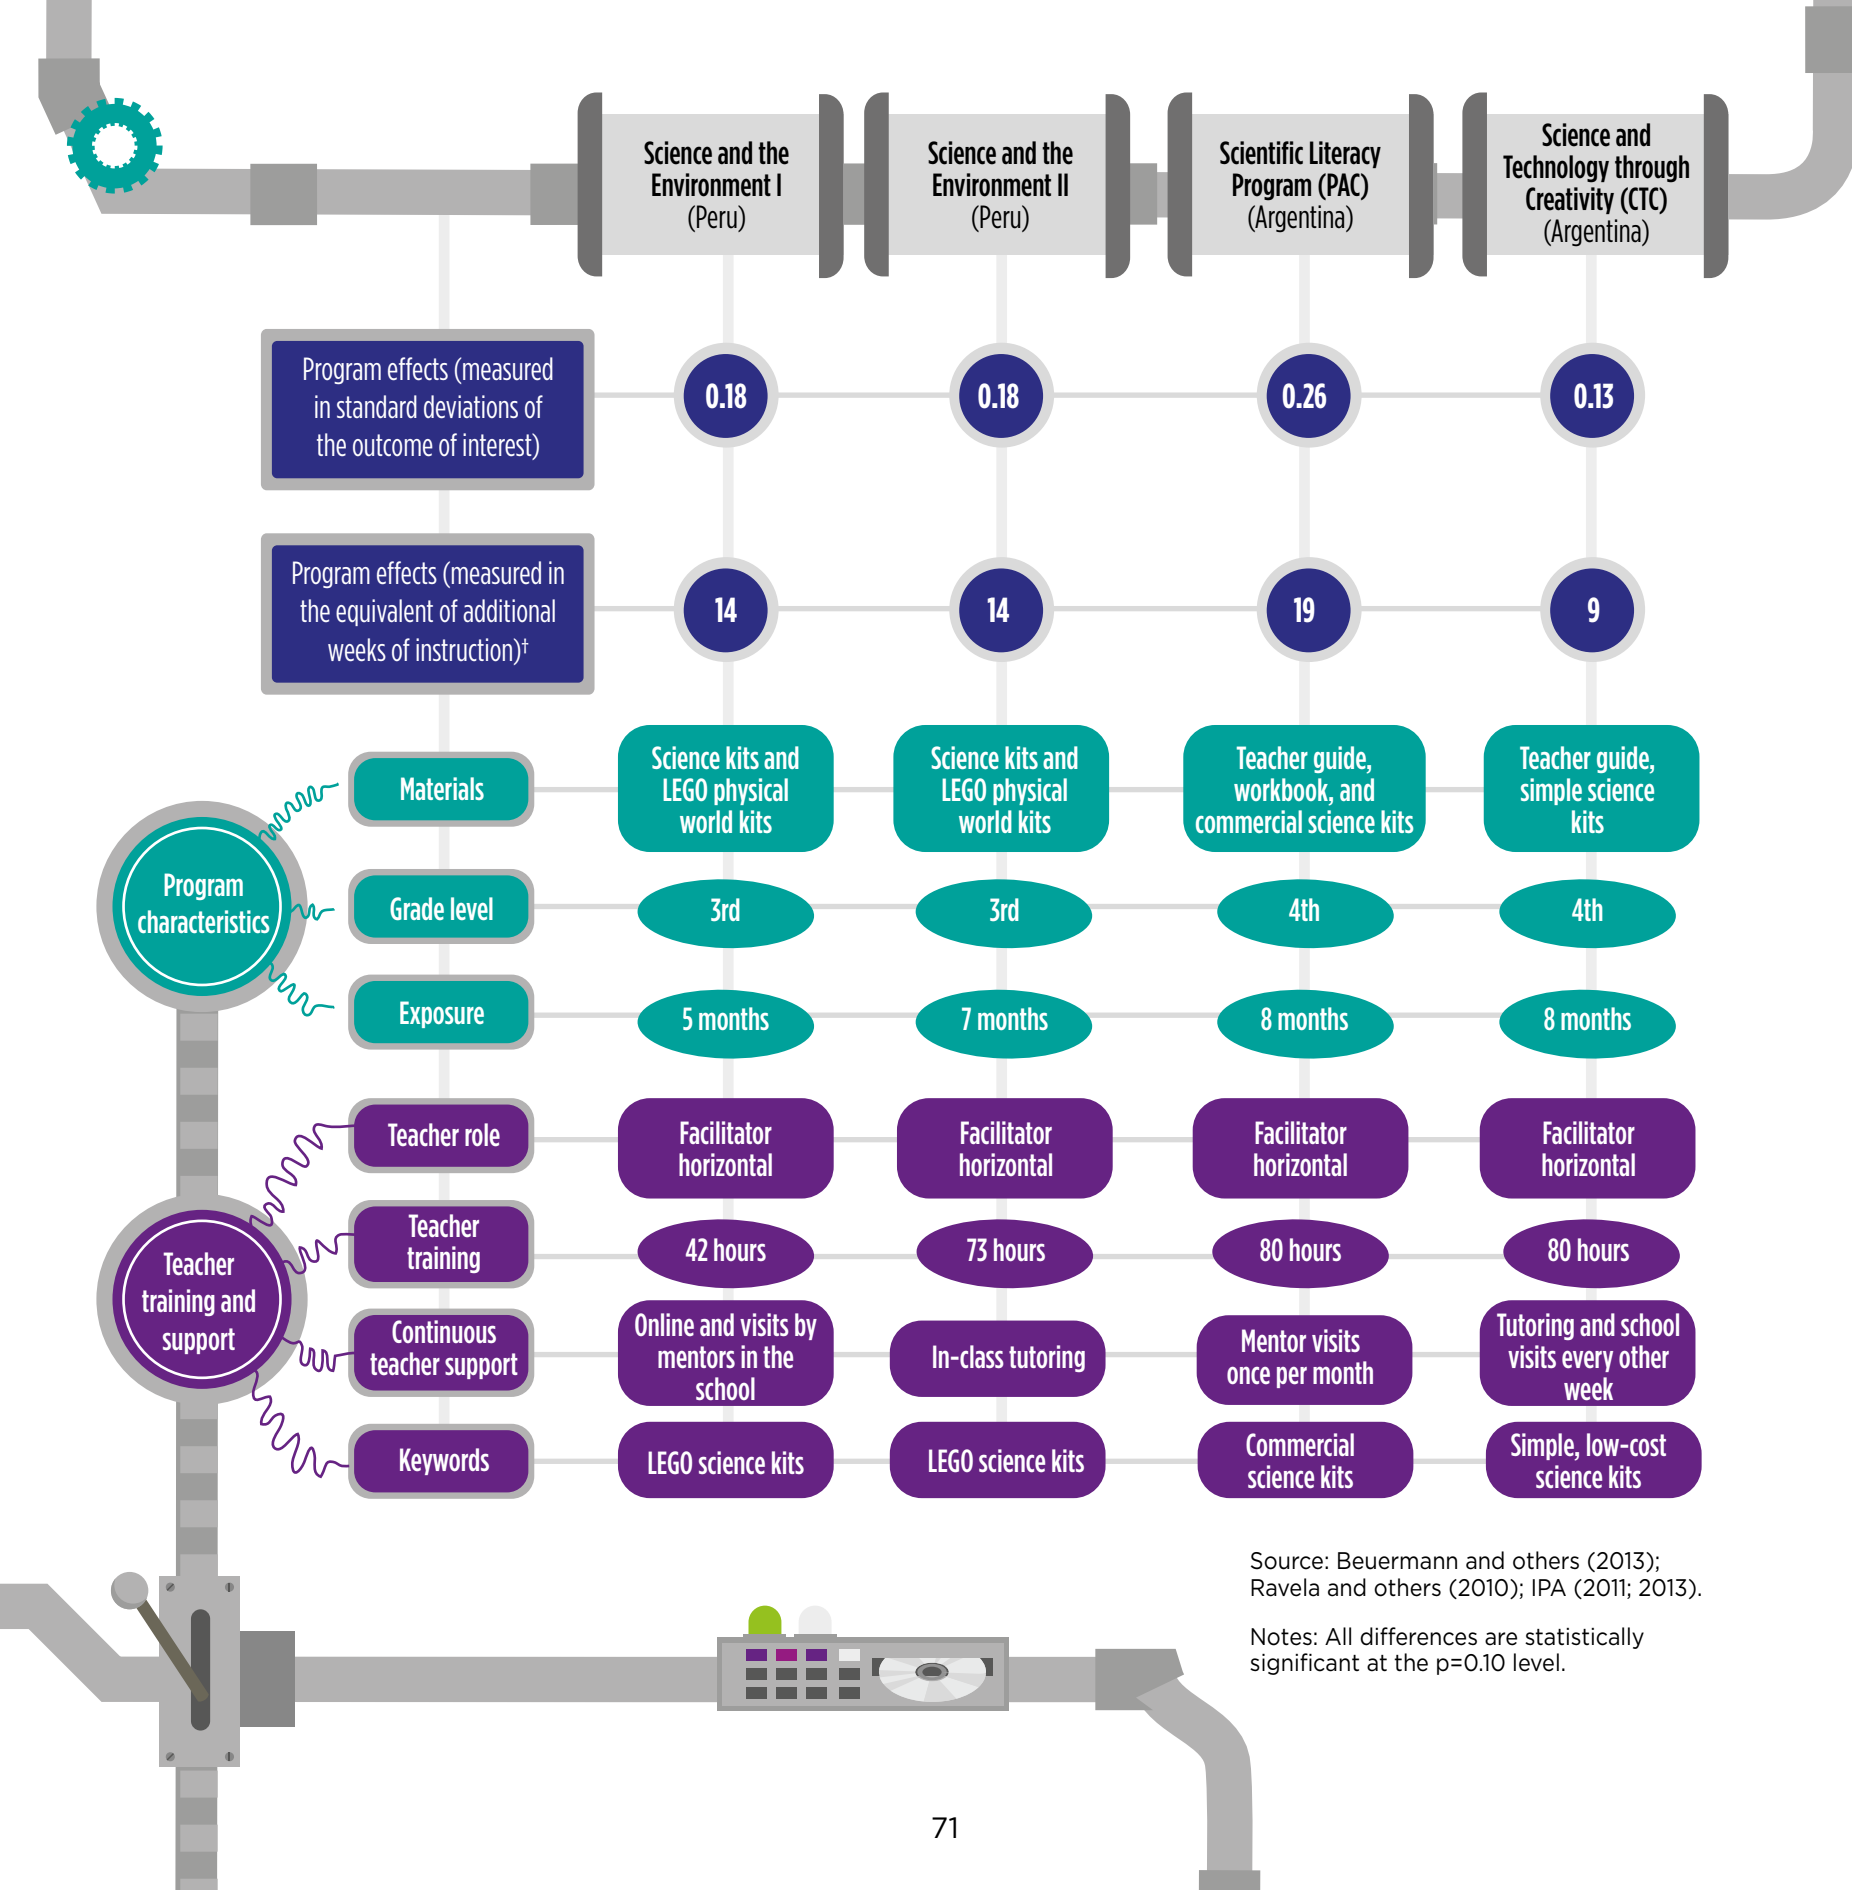 Science and the
Environment I
(Peru)
Science and the
Environment II
(Peru)
Scientific Literacy
Program (PAC)
(Argentina)
Science and
Technology through
Creativity (CTC)
(Argentina)
Program effects (measured
in standard deviations of
the outcome of interest)
0.18
0.18
0.26
0.13
Program effects (measured in
the equivalent of additional
weeks of instruction)†
14
14
19
9
Program
characteristics
Materials
Science kits and
LEGO physical
world kits
Science kits and
LEGO physical
world kits
Teacher guide,
workbook, and
commercial science kits
Teacher guide,
simple science
kits
Grade level
3rd
3rd
4th
4th
Exposure
5 months
7 months
8 months
8 months
Teacher
training and
support
Teacher role
Facilitator
horizontal
Facilitator
horizontal
Facilitator
horizontal
Facilitator
horizontal
Teacher
training
42 hours
73 hours
80 hours
80 hours
Continuous
teacher support
Online and visits by
mentors in the
school
In-class tutoring
Mentor visits
once per month
Tutoring and school
visits every other
week
Keywords
LEGO science kits
LEGO science kits
Commercial
science kits
Simple, low-cost
science kits
Source: Beuermann and others (2013);
Ravela and others (2010); IPA (2011; 2013).
Notes: All differences are statistically
significant at the p=0.10 level.
71